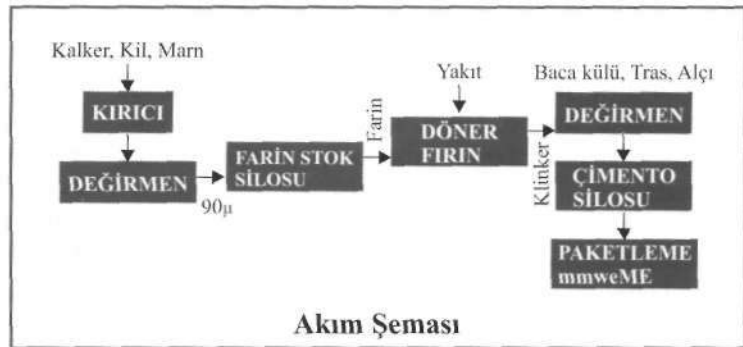 Kalker, Kil, Marn
KIRICI
DEĞİRMEN
90µ
FARİN STOK
SİLOSU
Farin
Yakıt
DÖNER
FIRIN
Klinker
Baca külü, Tras, Alçı
DEĞİRMEN
ÇİMENTO
SİLOSU
PAKETLEME
mmweME
Akım Şeması